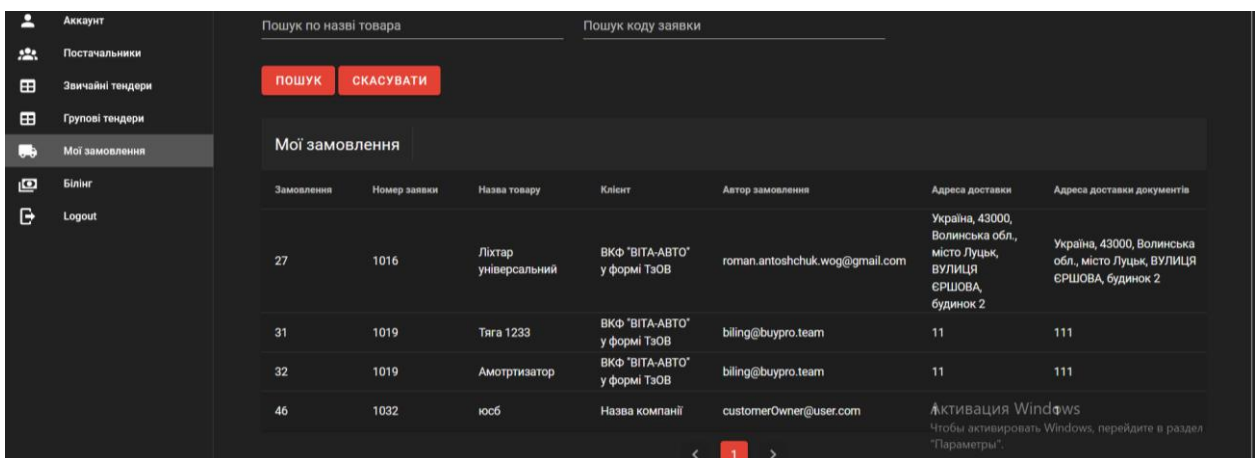 Аккаунт
Постачальники
Звичайні тендери
Групові тендери
Мої замовлення
Білінг
Logout
Пошук по назві товара
Пошук коду заявки
ПОШУК
СКАСУВАТИ
Мої замовлення
Замовлення
Номер заявки
Назва товару
Клієнт
Автор замовлення
Адреса доставки
Адреса доставки документів
27
1016
Ліхтар
універсальний
ВКФ "ВІТА-АВТО"
у формі ТзОВ
roman.antoshchuk.wog@gmail.com
Україна, 43000,
Волинська обл.,
місто Луцьк,
ВУЛИЦЯ
ЄРШОВА,
будинок 2
Україна, 43000, Волинська
обл., місто Луцьк, ВУЛИЦЯ
ЄРШОВА, будинок 2
31
1019
Тяга 1233
ВКФ "ВІТА-АВТО"
у формі ТзОВ
biling@buypro.team
11
111
32
1019
Амотртизатор
ВКФ "ВІТА-АВТО"
у формі ТзОВ
biling@buypro.team
11
111
46
1032
юсб
Назва компанії
customerOwner@user.com
Активация Windows
Чтобы активировать Windows, перейдите в раздел
"Параметры".
1